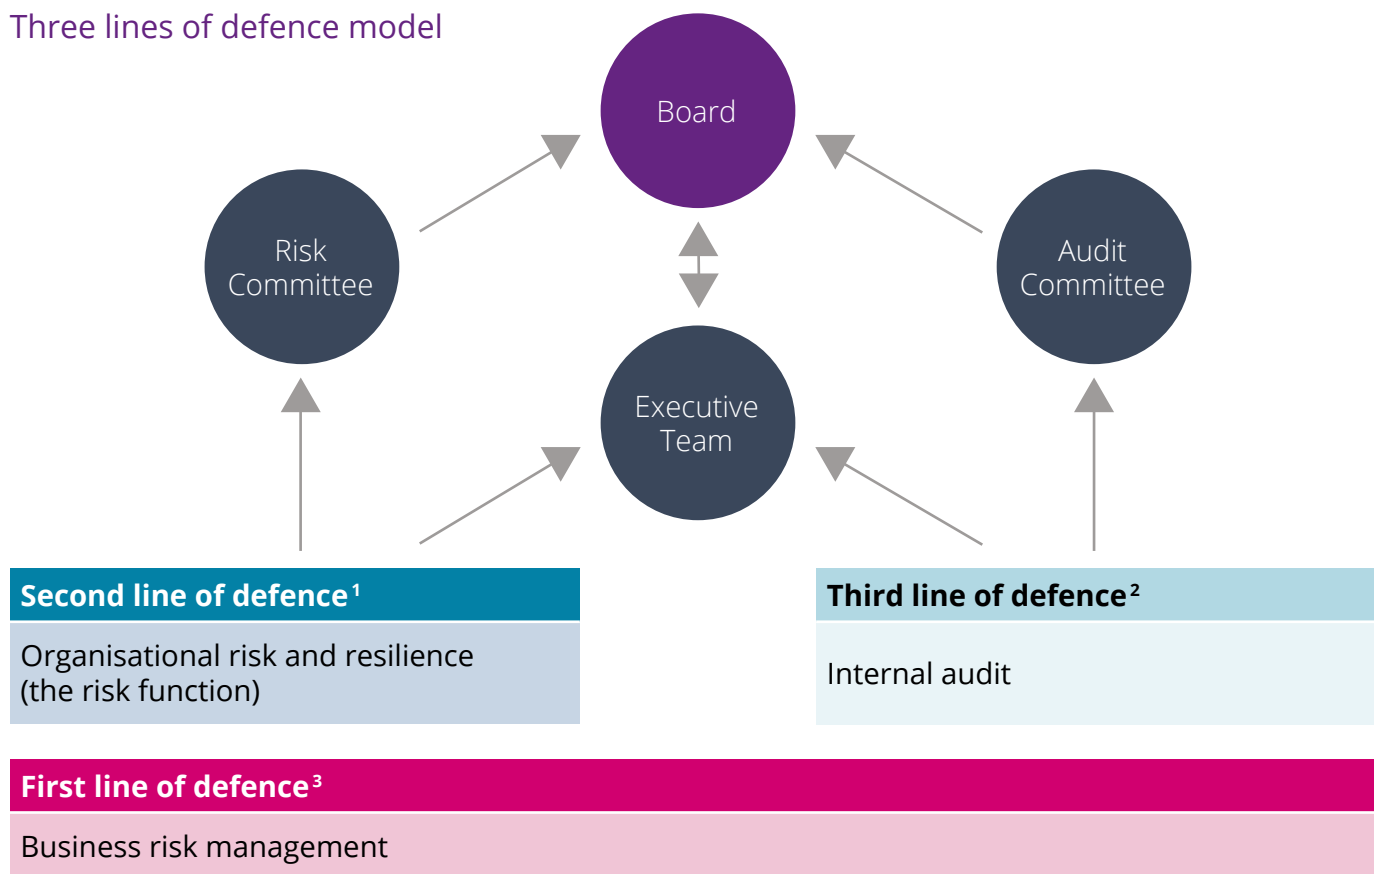 Three lines of defence model
Board
Risk
Committee
Audit
Committee
Executive
Team
Second line of defence¹
Organisational risk and resilience
(the risk function)
Third line of defence²
Internal audit
First line of defence³
Business risk management